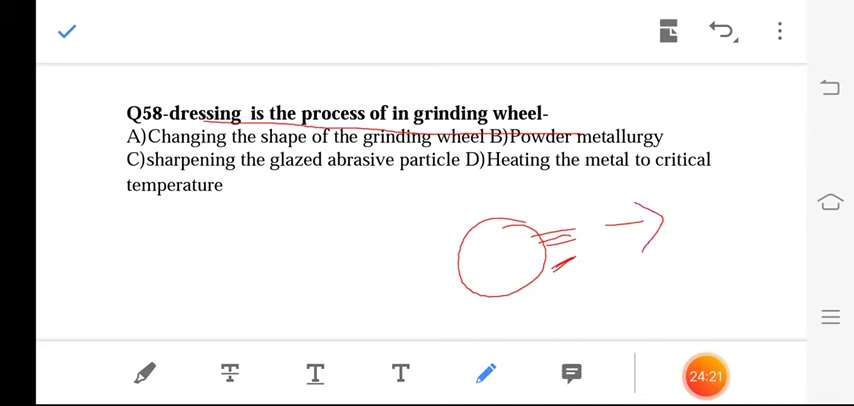 Q58-dressing is the process of in grinding wheel-
A)Changing the shape of the grinding wheel B)Powder metallurgy
C)sharpening the glazed abrasive particle D)Heating the metal to critical
temperature
T T T
24:21